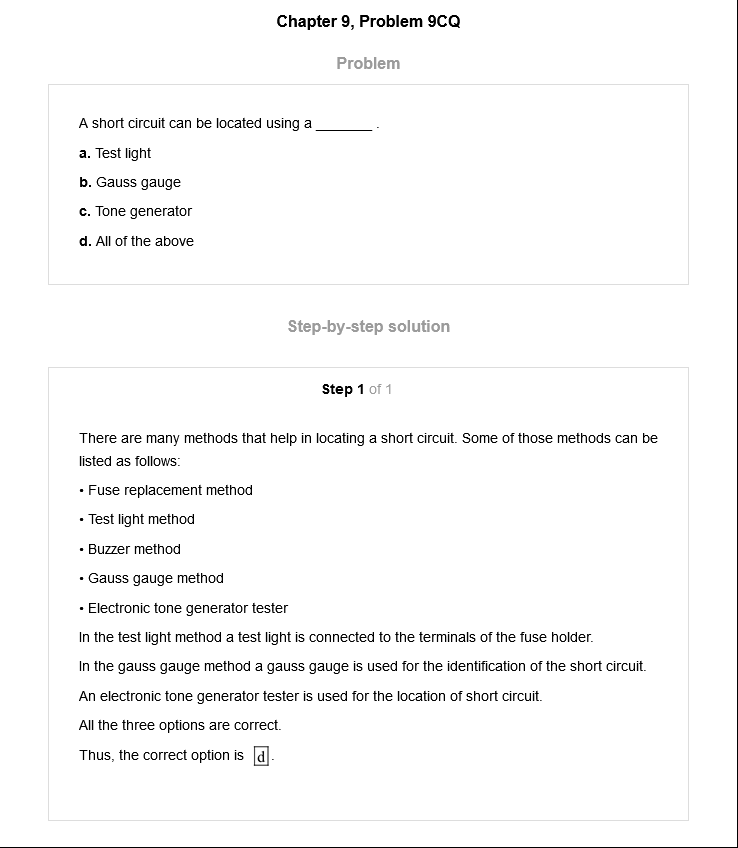 Chapter 9, Problem 9CQ
Problem
A short circuit can be located using a _______ .
a. Test light
b. Gauss gauge
c. Tone generator
d. All of the above
Step-by-step solution
Step 1 of 1
There are many methods that help in locating a short circuit. Some of those methods can be
listed as follows:
• Fuse replacement method
• Test light method
• Buzzer method
• Gauss gauge method
• Electronic tone generator tester
In the test light method a test light is connected to the terminals of the fuse holder.
In the gauss gauge method a gauss gauge is used for the identification of the short circuit.
An electronic tone generator tester is used for the location of short circuit.
All the three options are correct.
Thus, the correct option is d.